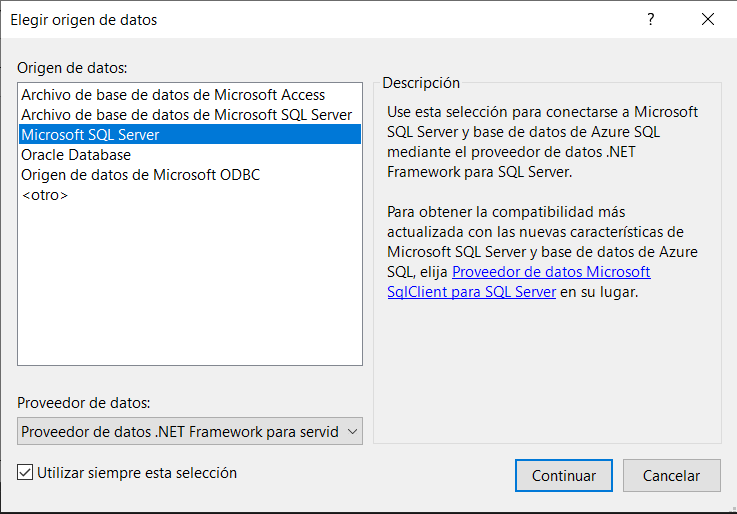 Elegir origen de datos
?
Origen de datos:
Archivo de base de datos de Microsoft Access
Archivo de base de datos de Microsoft SQL Server
Microsoft SQL Server
Oracle Database
Origen de datos de Microsoft ODBC
<otro>
Descripción
Use esta selección para conectarse a Microsoft
SQL Server y base de datos de Azure SQL
mediante el proveedor de datos .NET
Framework para SQL Server.
Para obtener la compatibilidad más
actualizada con las nuevas características de
Microsoft SQL Server y base de datos de Azure
SQL, elija Proveedor de datos Microsoft
SqlClient para SQL Server en su lugar.
Proveedor de datos:
Proveedor de datos .NET Framework para servid
Utilizar siempre esta selección
Continuar
Cancelar